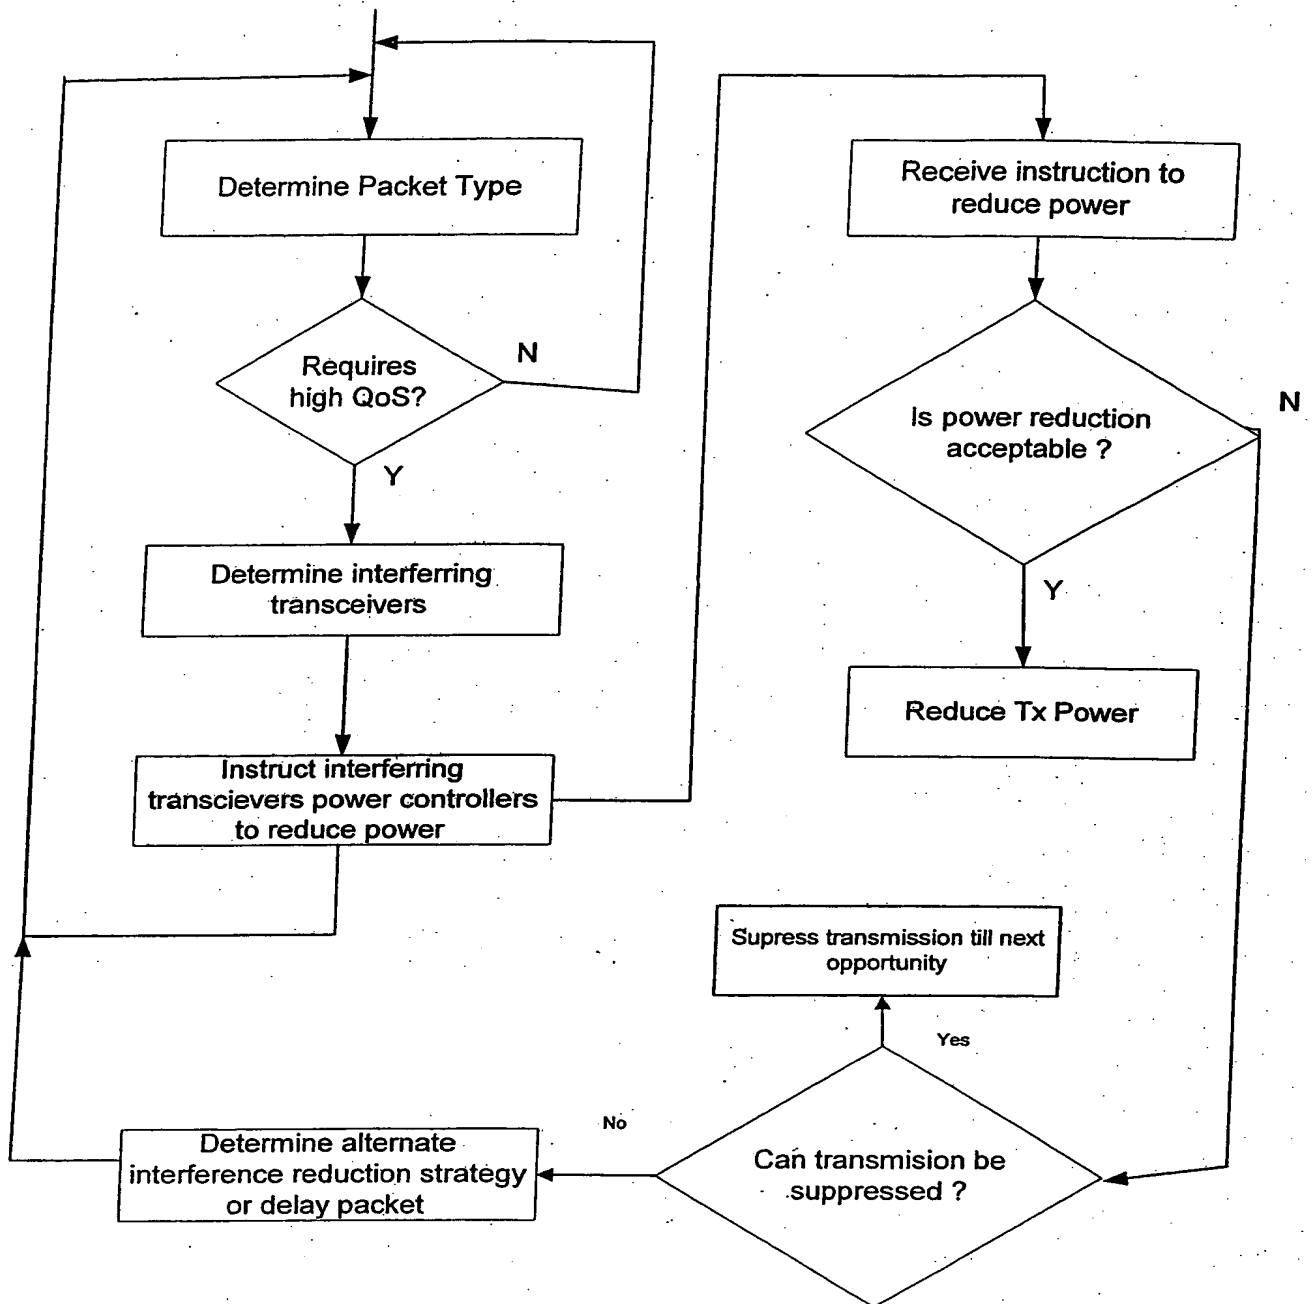 Determine Packet Type
Requires
high QoS?
N
Y
Determine interferring
transceivers
Instruct interferring
transcievers power controllers
to reduce power
Receive instruction to
reduce power
Is power reduction
acceptable ?
N
Y
Reduce Tx Power
Supress transmission till next
opportunity
Yes
Can transmision be
suppressed ?
No
Determine alternate
interference reduction strategy
or delay packet